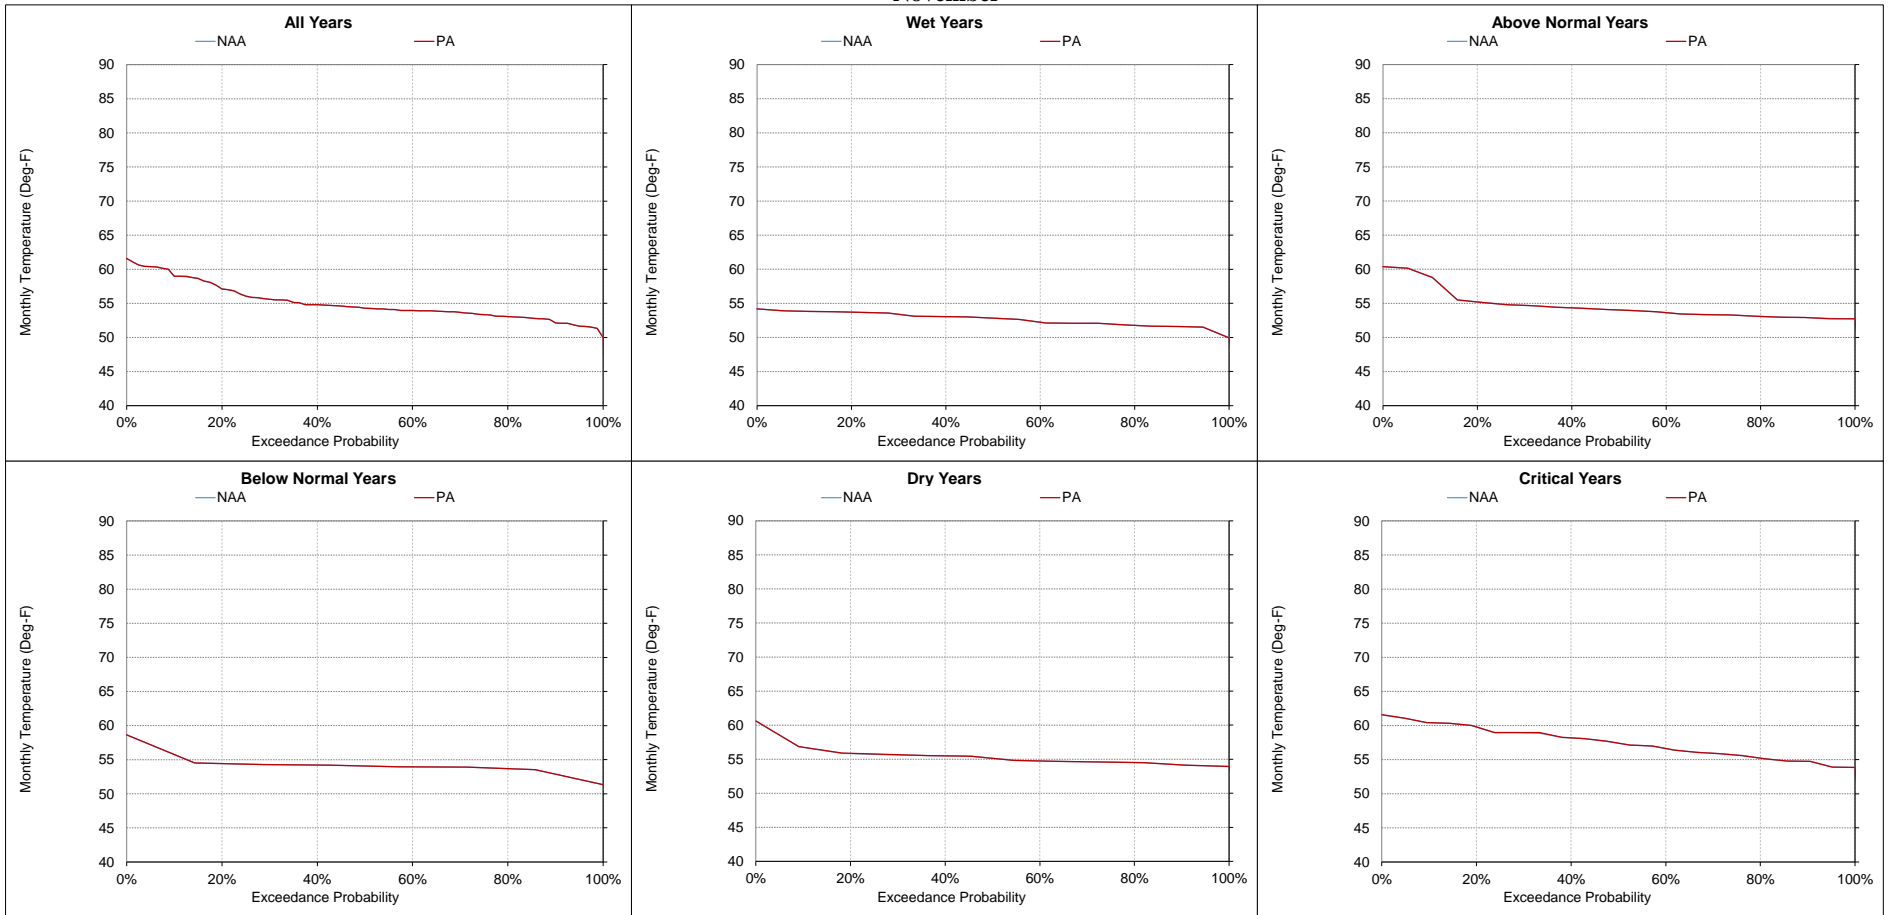 All Years
NAA PA
90
85
80
75
70
65
60
55
50
45
40
Monthly Temperature (Deg-F)
0% 20% 40% 60% 80% 100%
Exceedance Probability
Wet Years
NAA PA
90
85
80
75
70
65
60
55
50
45
40
Monthly Temperature (Deg-F)
0% 20% 40% 60% 80% 100%
Exceedance Probability
Above Normal Years
NAA PA
90
85
80
75
70
65
60
55
50
45
40
Monthly Temperature (Deg-F)
0% 20% 40% 60% 80% 100%
Exceedance Probability
Below Normal Years
NAA PA
90
85
80
75
70
65
60
55
50
45
40
Monthly Temperature (Deg-F)
0% 20% 40% 60% 80% 100%
Exceedance Probability
Dry Years
NAA PA
90
85
80
75
70
65
60
55
50
45
40
Monthly Temperature (Deg-F)
0% 20% 40% 60% 80% 100%
Exceedance Probability
Critical Years
NAA PA
90
85
80
75
70
65
60
55
50
45
40
Monthly Temperature (Deg-F)
0% 20% 40% 60% 80% 100%
Exceedance Probability